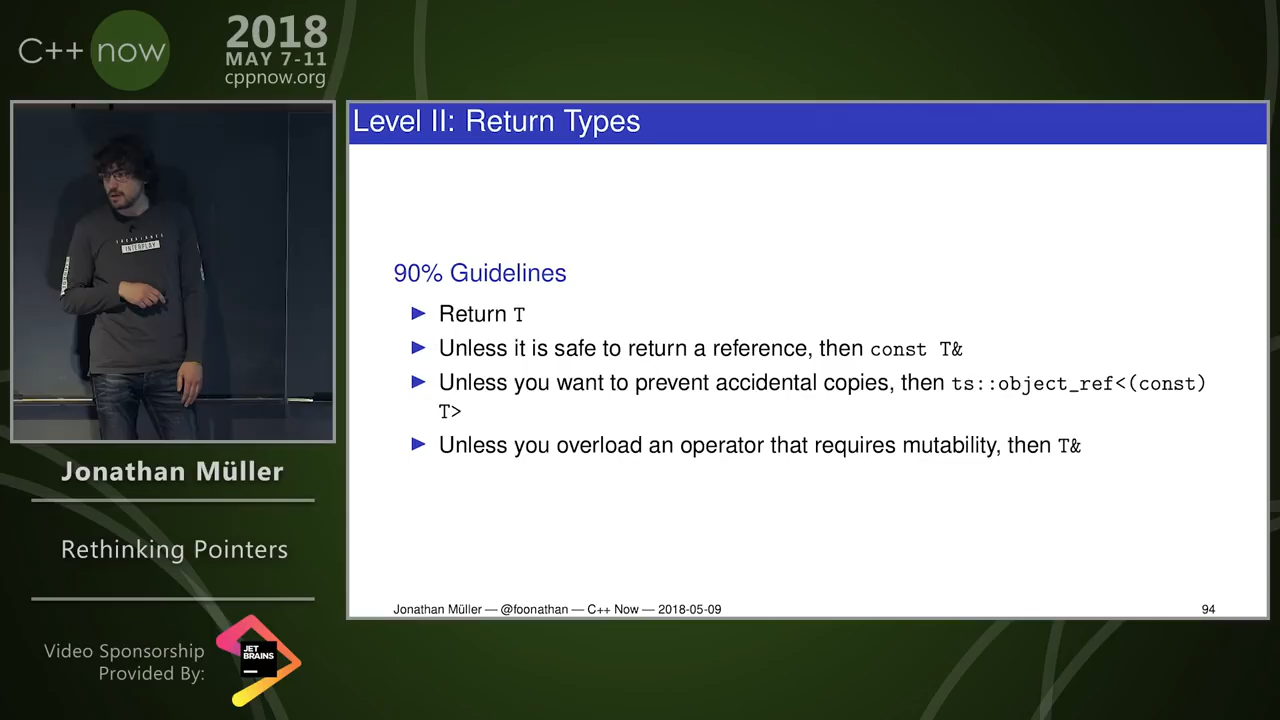 C++ now
2018
MAY 7-11
cppnow.org
INTERPLAY
Jonathan Müller
Rethinking Pointers
Video Sponsorship
Provided By:
JET
BRAINS
Level II: Return Types
90% Guidelines
▶ Return T
▶ Unless it is safe to return a reference, then const T&
▶ Unless you want to prevent accidental copies, then ts::object_ref<(const)
T>
▶ Unless you overload an operator that requires mutability, then T&
Jonathan Müller — @foonathan — C++ Now — 2018-05-09
94